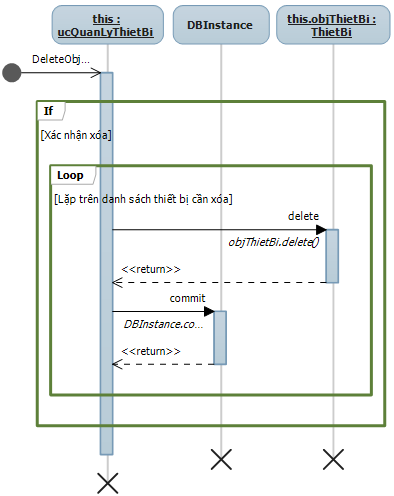 this :
ucQuanLyThietBi
DBInstance
this.objThietBi :
ThietBi
DeleteObj...
If
[Xác nhận xóa]
Loop
[Lặp trên danh sách thiết bị cần xóa]
delete
objThietBi.delete()
<<return>>
commit
DBInstance.co...
<<return>>